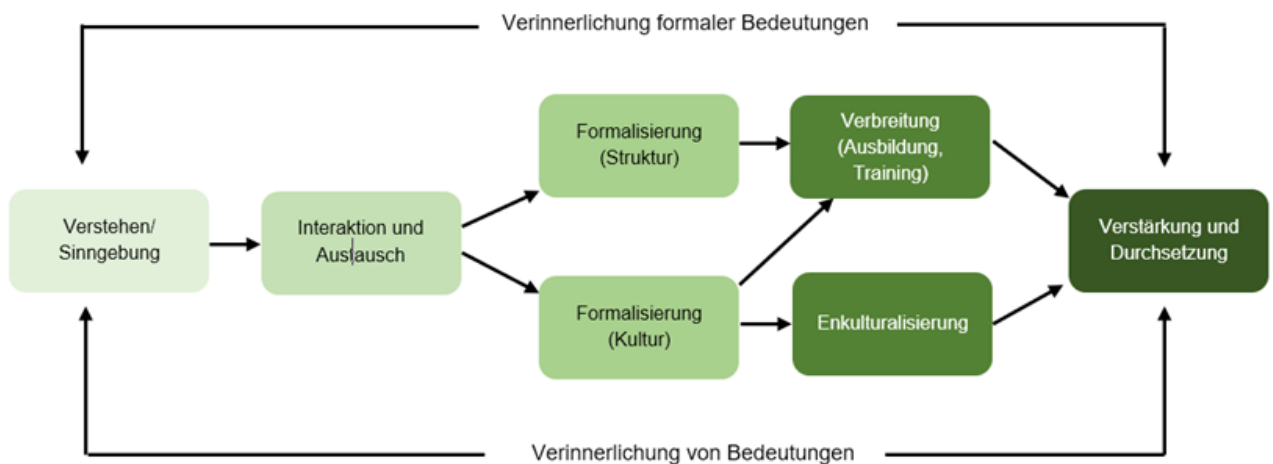 Verinnerlichung formaler Bedeutungen
Verstehen/
Sinngebung
Interaktion und
Austausch
Formalisierung
(Struktur)
Formalisierung
(Kultur)
Verbreitung
(Ausbildung,
Training)
Enkulturalisierung
Verstärkung und
Durchsetzung
Verinnerlichung von Bedeutungen